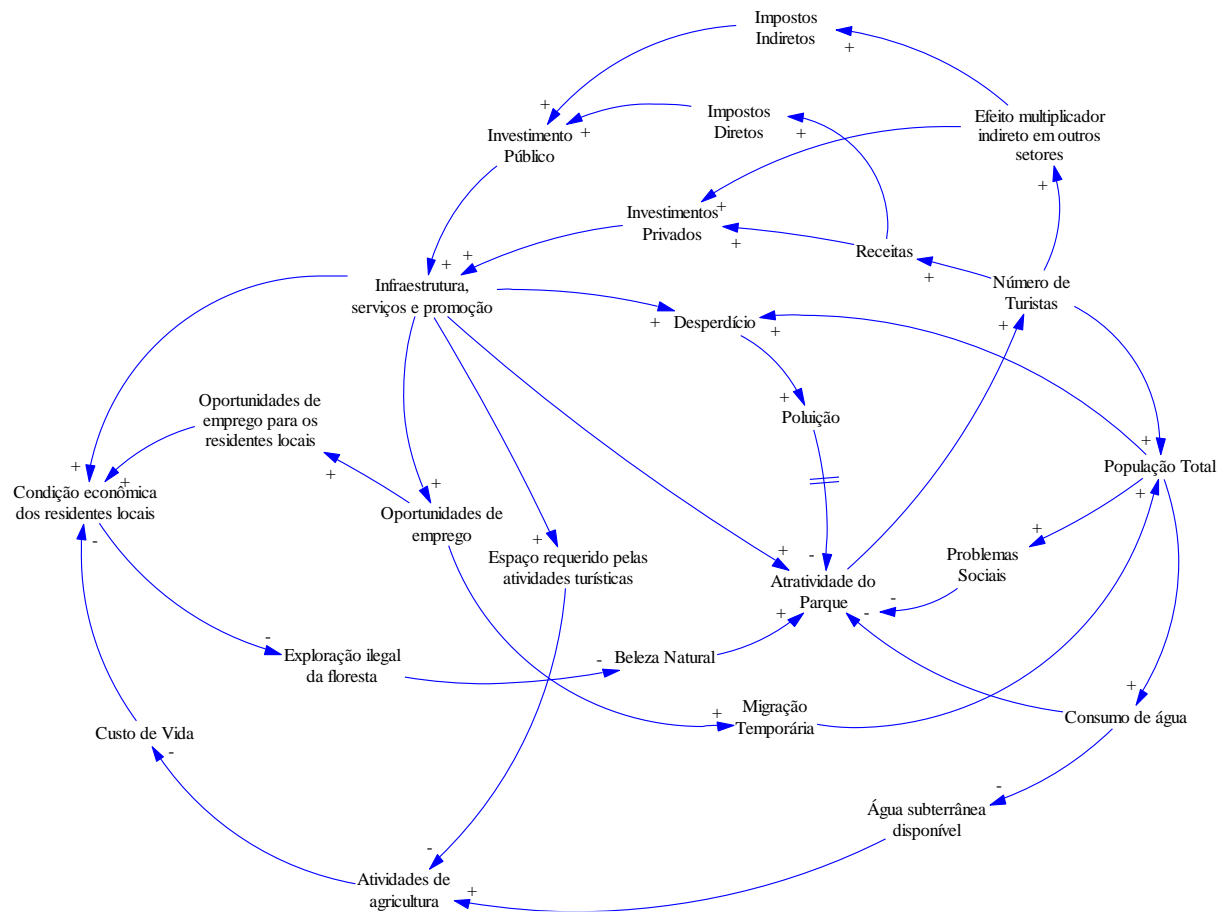 Impostos
Indiretos
Impostos
Diretos
Efeito multiplicador
indireto em outros
setores
Investimento
Público
Investimentos
Privados
Receitas
Número de
Turistas
Infraestrutura,
serviços e promoção
Desperdício
Oportunidades de
emprego para os
residentes locais
Poluição
População Total
Condição econômica
dos residentes locais
Oportunidades de
emprego
Espaço requerido pelas
atividades turísticas
Atratividade do
Parque
Problemas
Sociais
Exploração ilegal
da floresta
Beleza Natural
Migração
Temporária
Consumo de água
Custo de Vida
Água subterrânea
disponível
Atividades de
agricultura